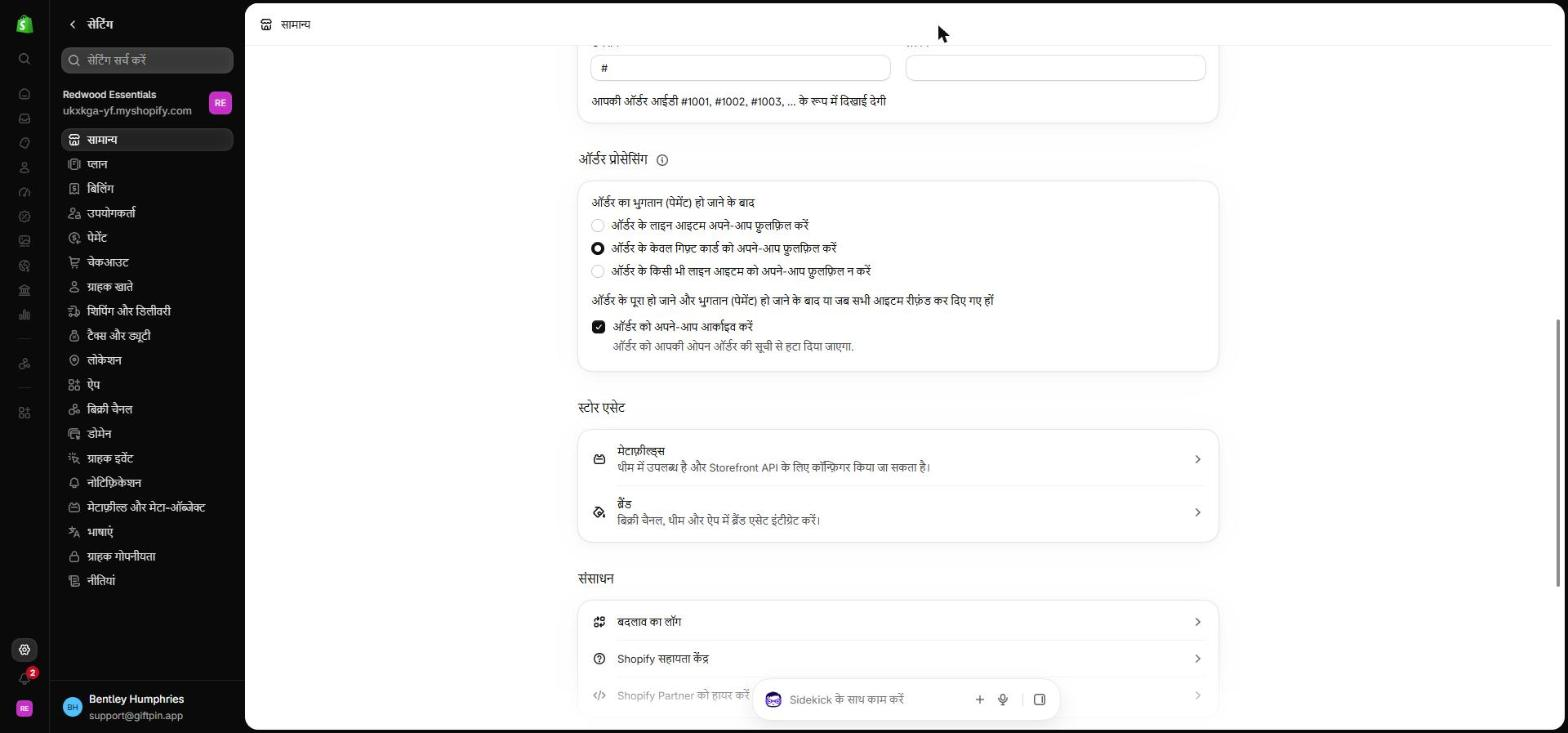 सेटिंग
सेटिंग सर्च करें
Redwood Essentials
ukxkga-yf.myshopify.com
RE
सामान्य
प्लान
बिलिंग
उपयोगकर्ता
पेमेंट
चेकआउट
ग्राहक खाते
शिपिंग और डिलीवरी
टैक्स और ड्यूटी
लोकेशन
ऐप
बिक्री चैनल
डोमेन
ग्राहक इवेंट
नोटिफ़िकेशन
मेटाफ़ील्ड और मेटा-ऑब्जेक्ट
भाषाएं
ग्राहक गोपनीयता
नीतियां
2
RE
BH
Bentley Humphries
support@giftpin.app
सामान्य
#
आपकी ऑर्डर आईडी #1001, #1002, #1003, ... के रूप में दिखाई देगी
ऑर्डर प्रोसेसिंग
ऑर्डर का भुगतान (पेमेंट) हो जाने के बाद
ऑर्डर के लाइन आइटम अपने-आप फ़ुलफ़िल करें
ऑर्डर के केवल गिफ़्ट कार्ड को अपने-आप फ़ुलफ़िल करें
ऑर्डर के किसी भी लाइन आइटम को अपने-आप फ़ुलफ़िल न करें
ऑर्डर के पूरा हो जाने और भुगतान (पेमेंट) हो जाने के बाद या जब सभी आइटम रीफ़ंड कर दिए गए हों
ऑर्डर को अपने-आप आर्काइव करें
ऑर्डर को आपकी ओपन ऑर्डर की सूची से हटा दिया जाएगा.
स्टोर एसेट
मेटाफ़ील्ड्स
थीम में उपलब्ध है और Storefront API के लिए कॉन्फ़िगर किया जा सकता है।
ब्रैंड
बिक्री चैनल, थीम और ऐप में ब्रैंड एसेट इंटीग्रेट करें।
संसाधन
बदलाव का लॉग
Shopify सहायता केंद्र
Shopify Partner को हायर करें
Sidekick के साथ काम करें